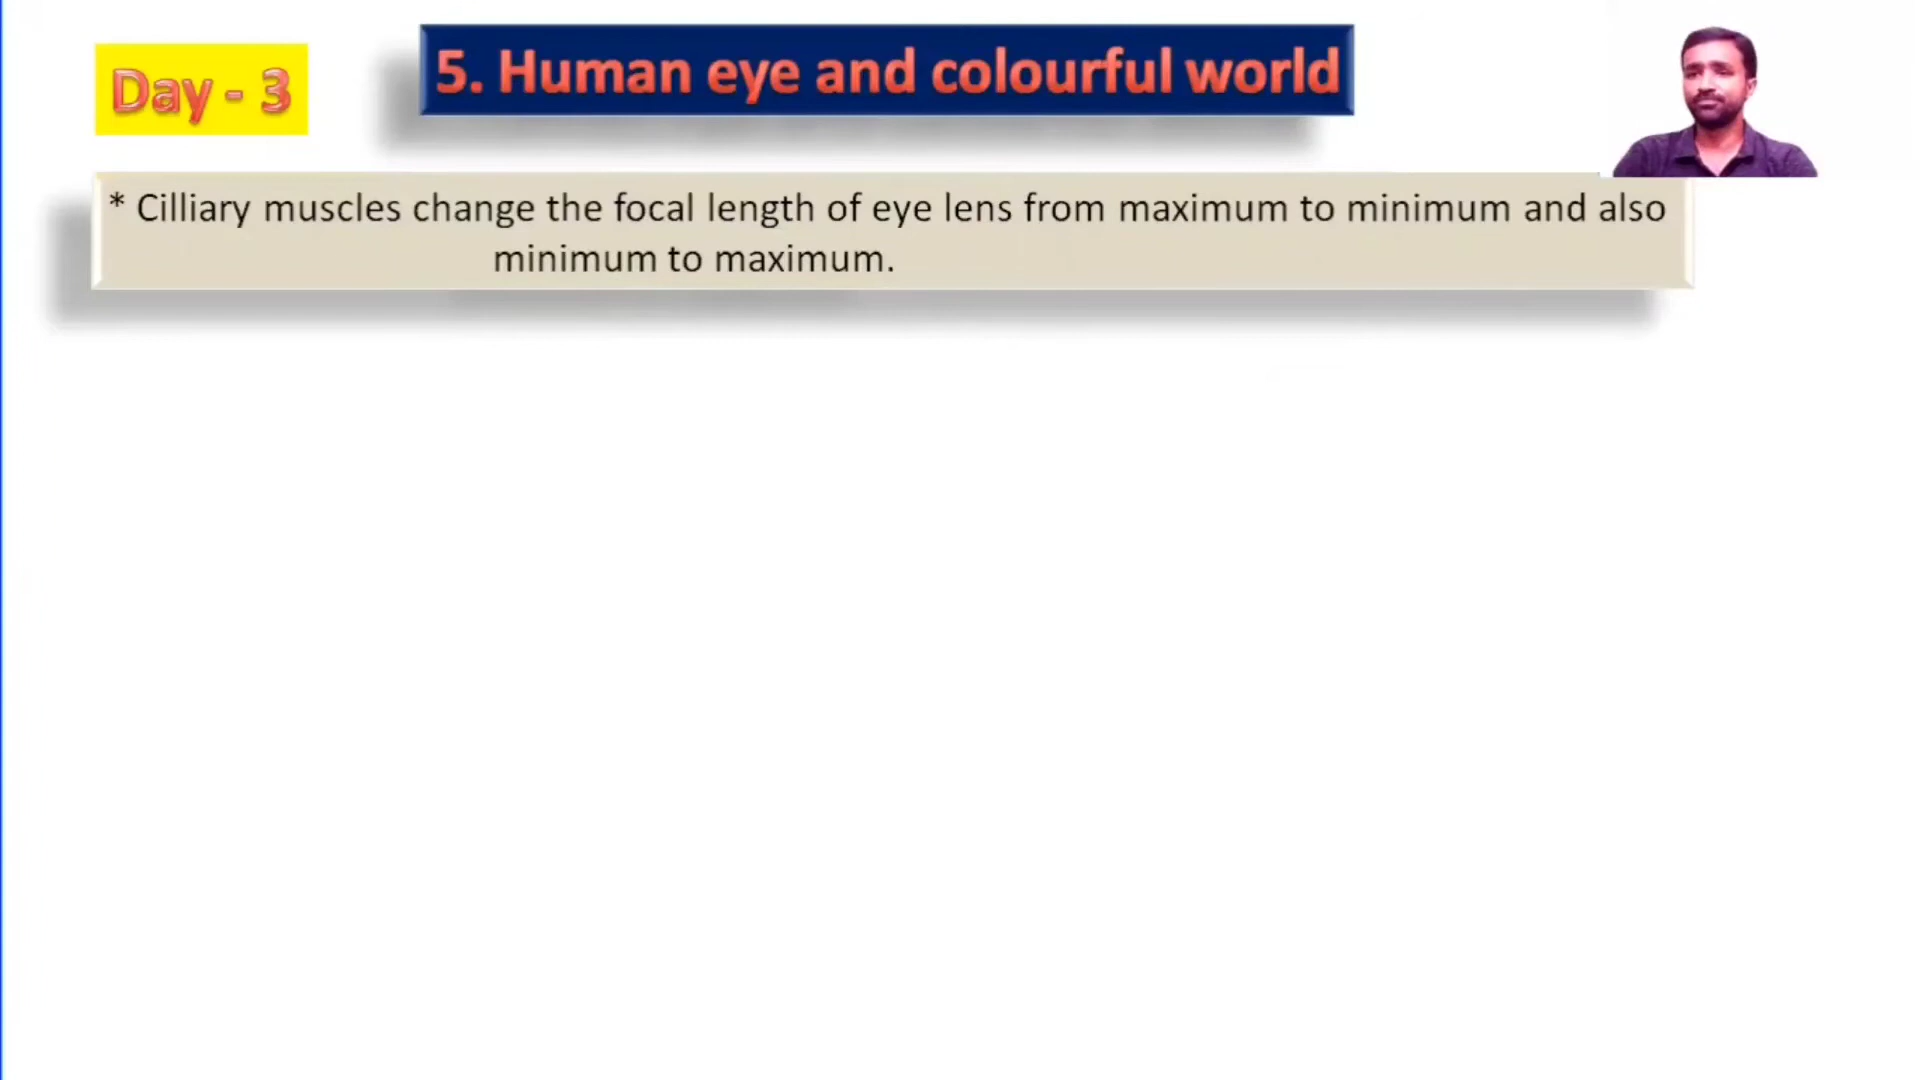 Day - 3
5. Human eye and colourful world
* Cilliary muscles change the focal length of eye lens from maximum to minimum and also
minimum to maximum.